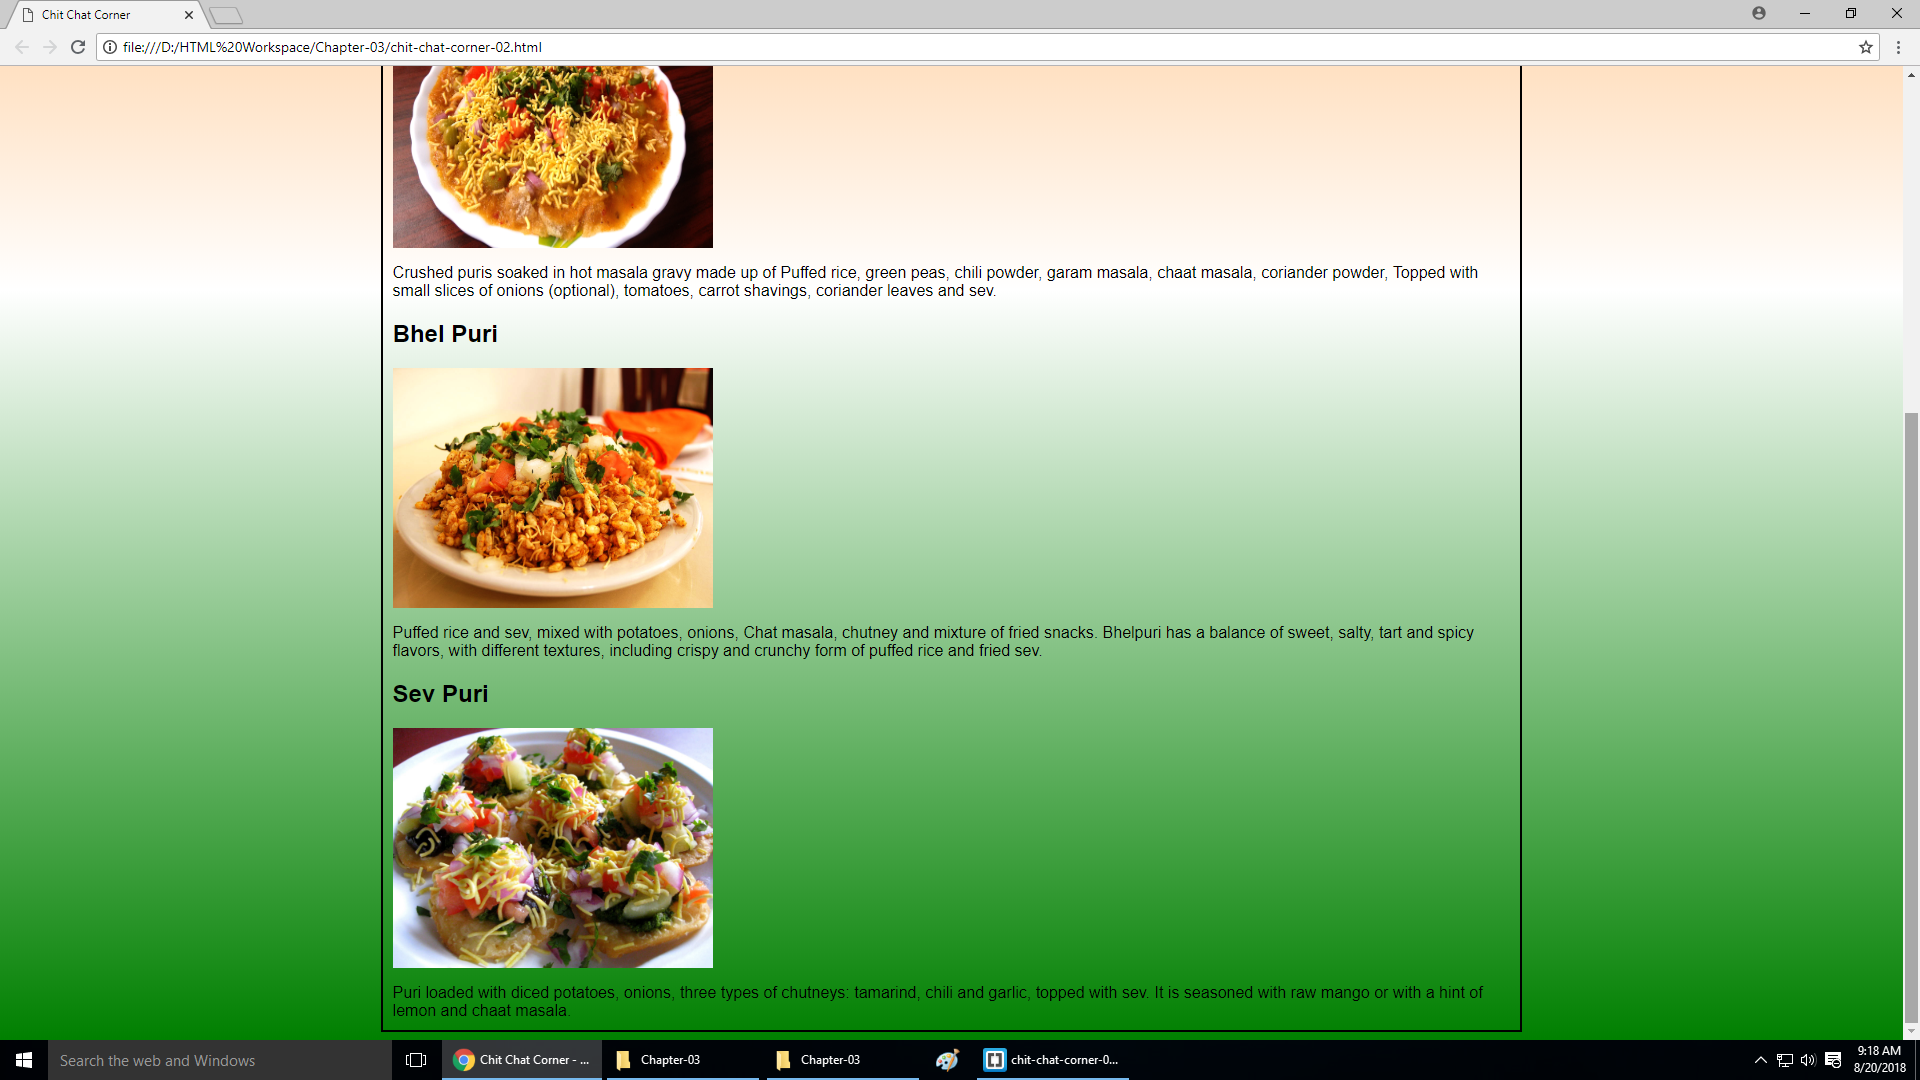 Chit Chat Corner
file:///D:/HTML%20Workspace/Chapter-03/chit-chat-corner-02.html
Crushed puris soaked in hot masala gravy made up of Puffed rice, green peas, chili powder, garam masala, chaat masala, coriander powder, Topped with
small slices of onions (optional), tomatoes, carrot shavings, coriander leaves and sev.
Bhel Puri
Puffed rice and sev, mixed with potatoes, onions, Chat masala, chutney and mixture of fried snacks. Bhelpuri has a balance of sweet, salty, tart and spicy
flavors, with different textures, including crispy and crunchy form of puffed rice and fried sev.
Sev Puri
Puri loaded with diced potatoes, onions, three types of chutneys: tamarind, chili and garlic, topped with sev. It is seasoned with raw mango or with a hint of
lemon and chaat masala.
Search the web and Windows
Chit Chat Corner - ...
Chapter-03
Chapter-03
chit-chat-corner-0...
9:18 AM
8/20/2018